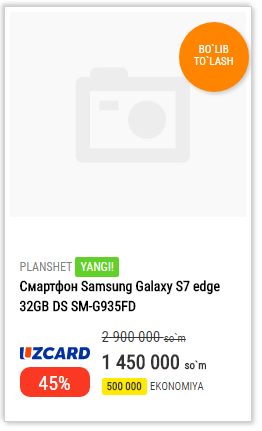 BO`LIB
TO`LASH
PLANSHET YANGI!
Смартфон Samsung Galaxy S7 edge
32GB DS SM-G935FD
UZCARD
45%
2 900 000 so`m
1 450 000 so`m
500 000 EKONOMIYA